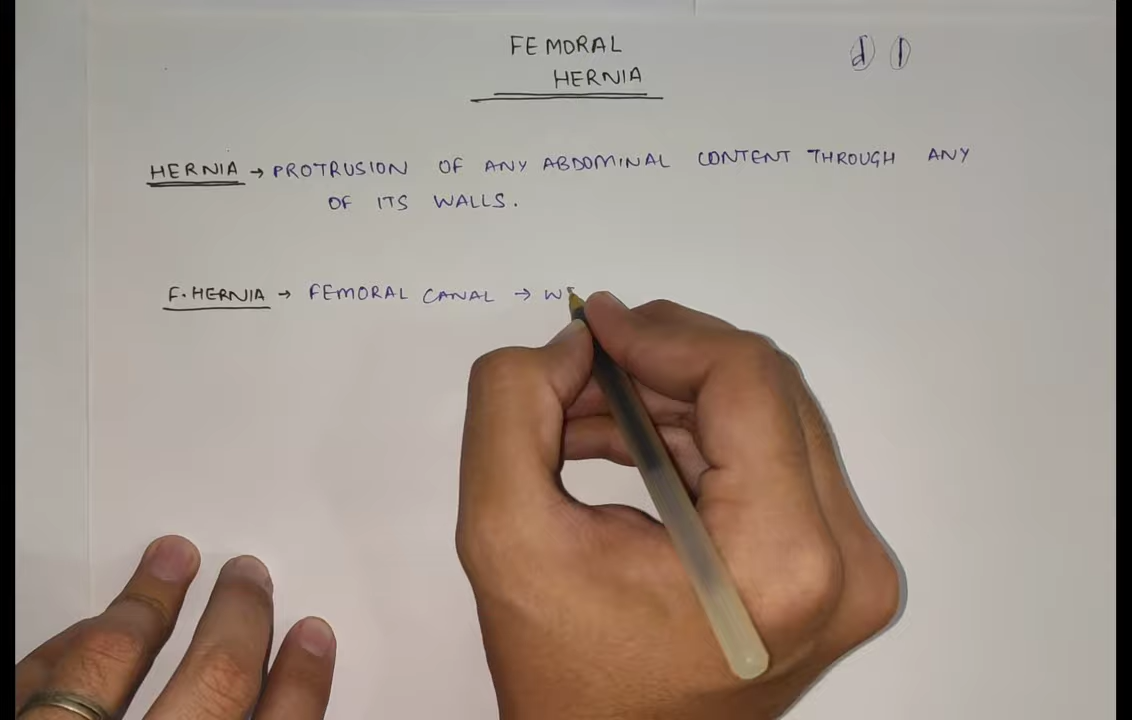 FEMORAL
HERNIA
HERNIA → PROTRUSION OF ANY ABDOMINAL CONTENT THROUGH ANY
OF ITS WALLS.
F. HERNIA → FEMORAL CANAL →